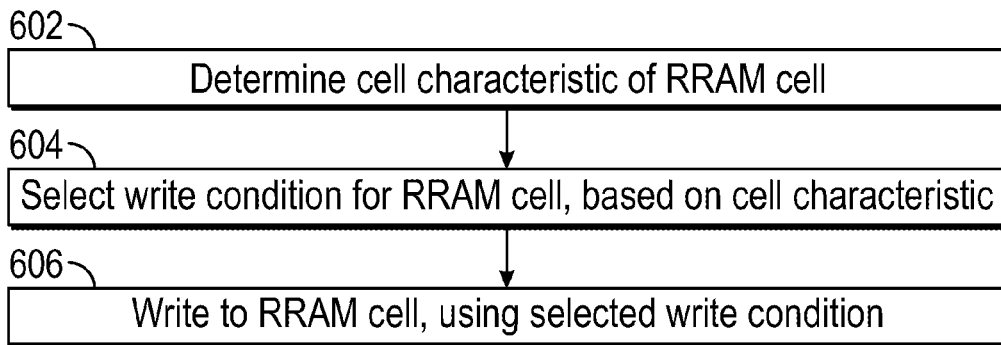 602
Determine cell characteristic of RRAM cell
604
Select write condition for RRAM cell, based on cell characteristic
606
Write to RRAM cell, using selected write condition